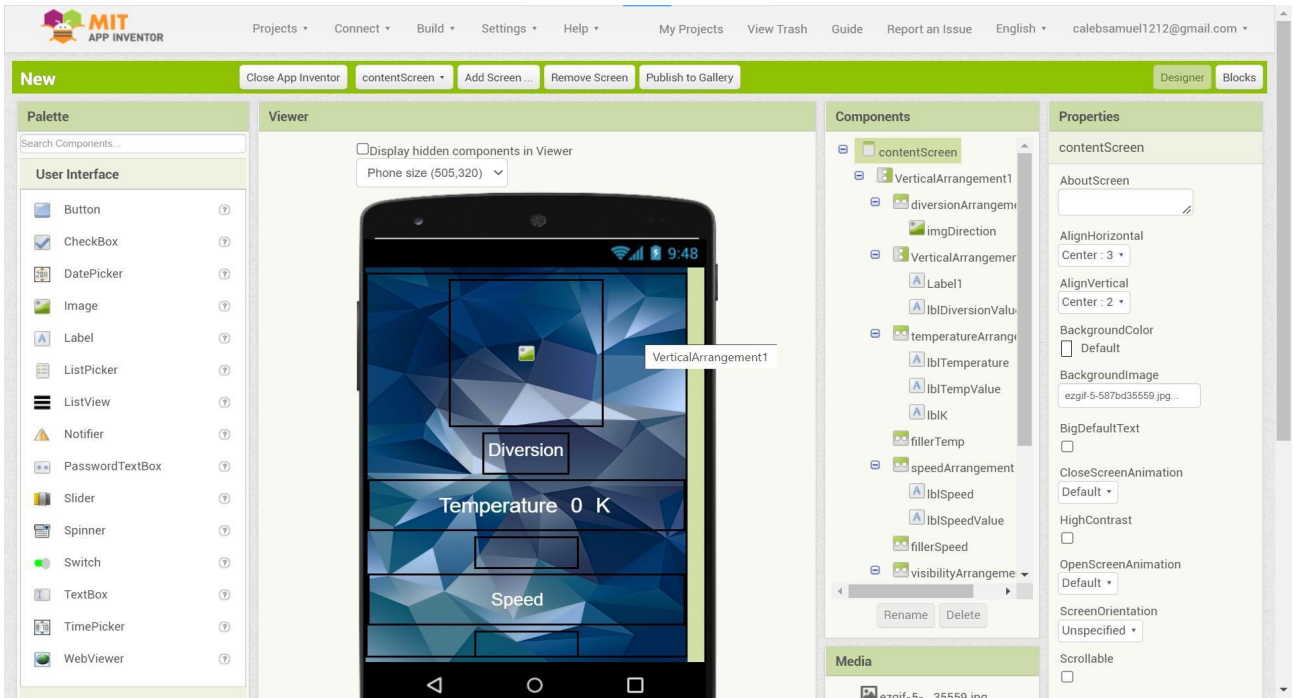 MIT
APP INVENTOR
Projects Connect Build Settings Help My Projects View Trash Guide Report an Issue English calebsamuel1212@gmail.com
New Close App Inventor contentScreen Add Screen ... Remove Screen Publish to Gallery Designer Blocks
Palette
Search Components...
User Interface
Button
CheckBox
DatePicker
Image
Label
ListPicker
ListView
Notifier
PasswordTextBox
Slider
Spinner
Switch
TextBox
TimePicker
WebViewer
Viewer
Display hidden components in Viewer
Phone size (505,320)
9:48
VerticalArrangement1
Diversion
Temperature 0 K
Speed
Components
contentScreen
VerticalArrangement1
diversionArrangeme
imgDirection
VerticalArrangemer
Label1
lblDiversionValu
temperatureArrange
lblTemperature
lblTempValue
lblK
fillerTemp
speedArrangement
lblSpeed
lblSpeedValue
fillerSpeed
visibilityArrangeme
Rename Delete
Media
ezgif-5-...35559.jpg
Properties
contentScreen
AboutScreen
AlignHorizontal
Center : 3
AlignVertical
Center : 2
BackgroundColor
Default
BackgroundImage
ezgif-5-587bd35559.jpg...
BigDefaultText
CloseScreenAnimation
Default
HighContrast
OpenScreenAnimation
Default
ScreenOrientation
Unspecified
Scrollable